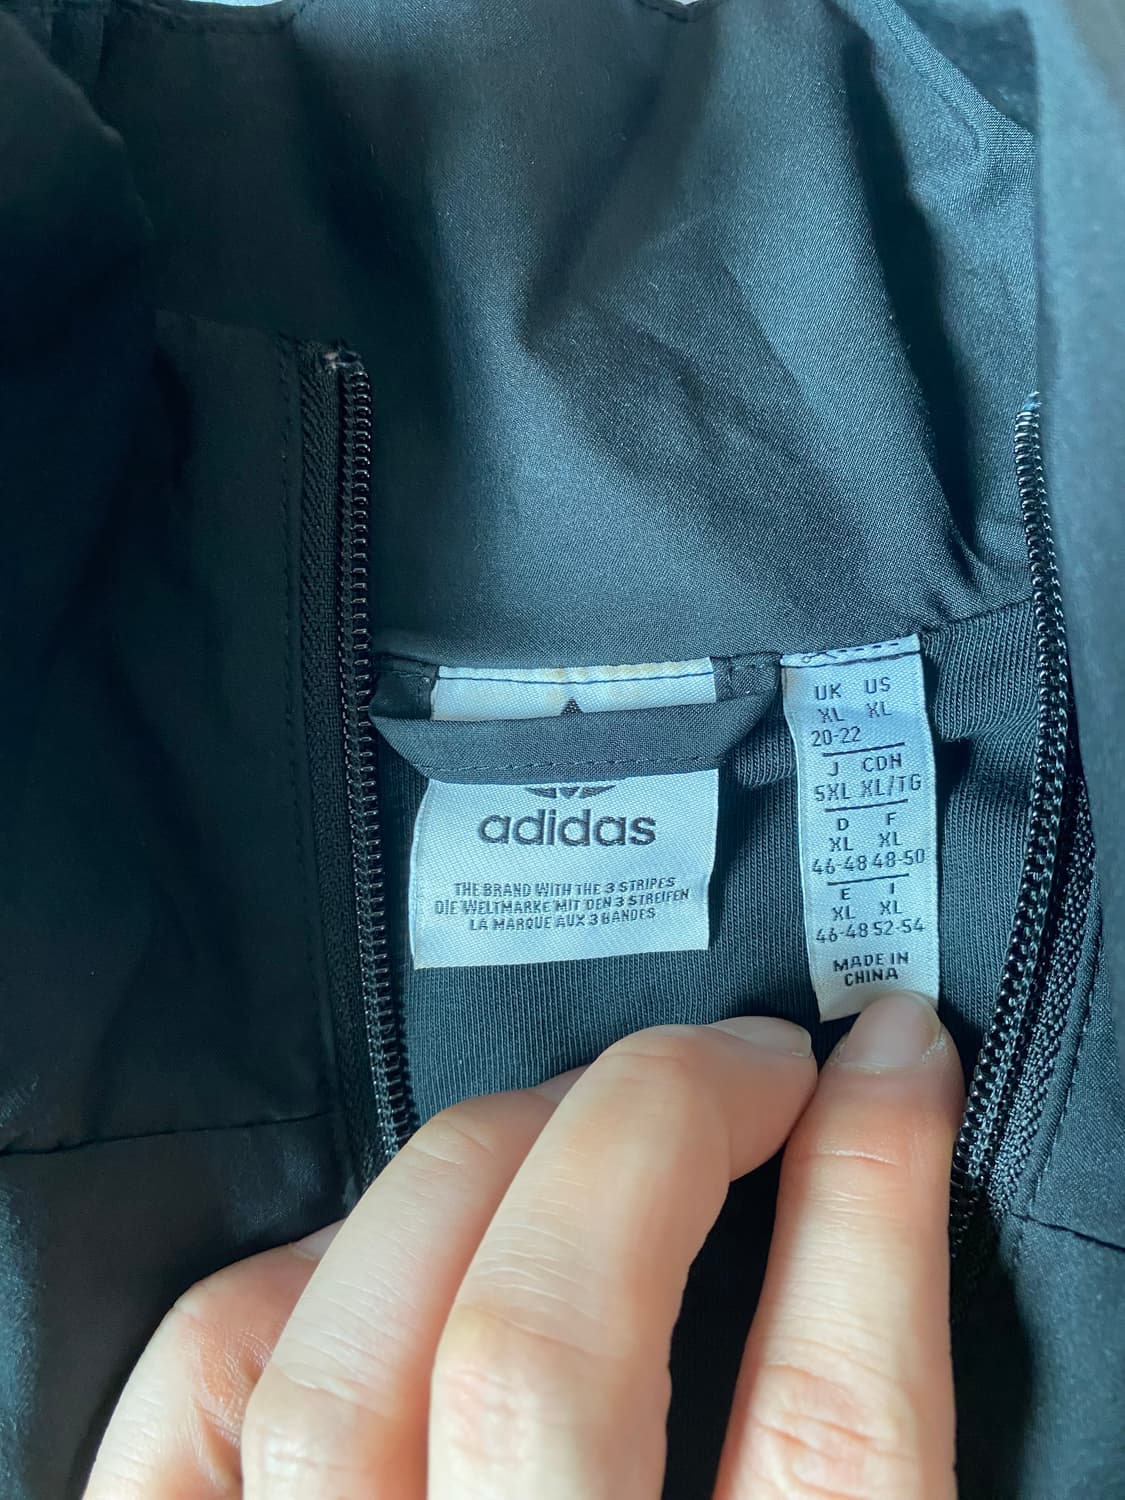 adidas
THE BRAND WITH THE 3 STRIPES
DIE WELTMARKE MIT DEN 3 STREIFEN
LA MARQUE AUX 3 BANDES
UK US
XL XL
20-22
J CDN
5XL XL/TG
D F
XL XL
46-48 48-50
E I
XL XL
46-48 52-54
MADE IN
CHINA